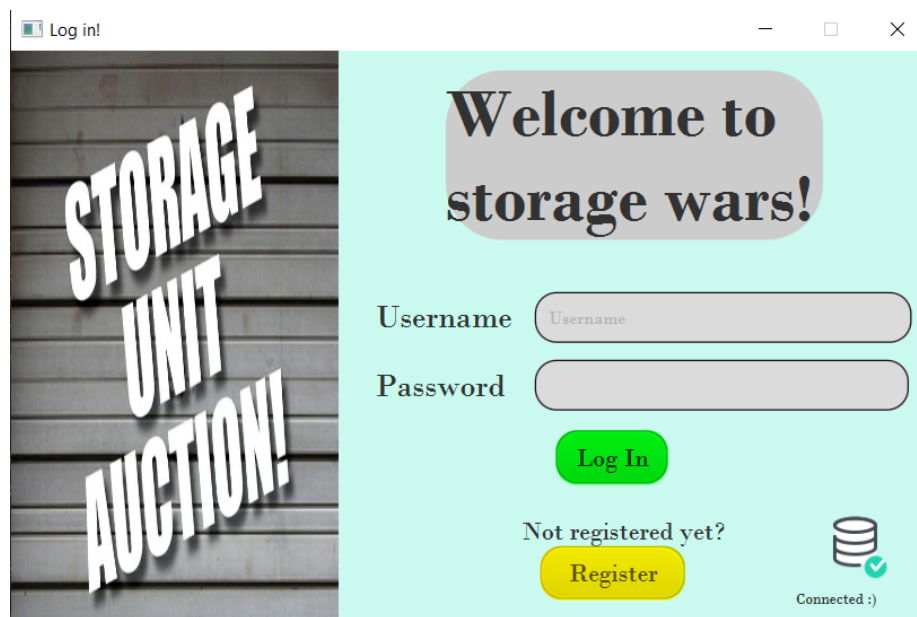 Log in!
STORAGE
UNIT
AUCTION!
Welcome to
storage wars!
Username
Username
Password
Log In
Not registered yet?
Register
Connected :)